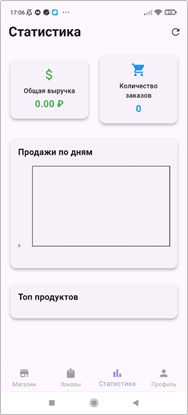 17:06
Статистика
$
Общая выручка
0.00 ₽
Количество
заказов
0
Продажи по дням
Топ продуктов
Магазин
Заказы
Статистика
Профиль